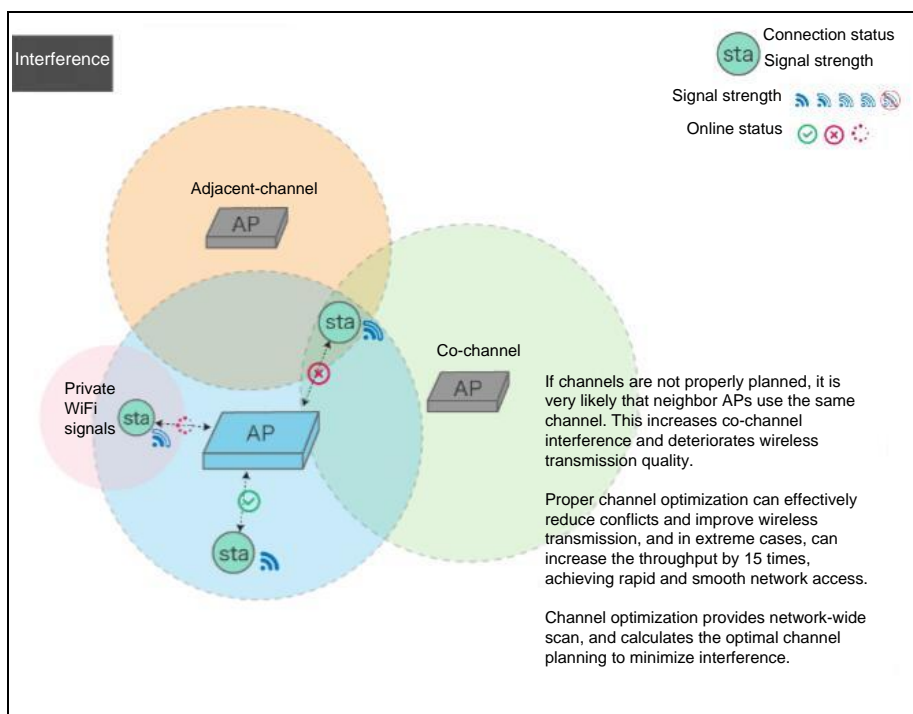 Interference
Connection status
sta
Signal strength
Signal strength
Online status
Adjacent-channel
AP
sta
Co-channel
AP
Private
WiFi
signals
sta
AP
sta
If channels are not properly planned, it is
very likely that neighbor APs use the same
channel. This increases co-channel
interference and deteriorates wireless
transmission quality.
Proper channel optimization can effectively
reduce conflicts and improve wireless
transmission, and in extreme cases, can
increase the throughput by 15 times,
achieving rapid and smooth network access.
Channel optimization provides network-wide
scan, and calculates the optimal channel
planning to minimize interference.